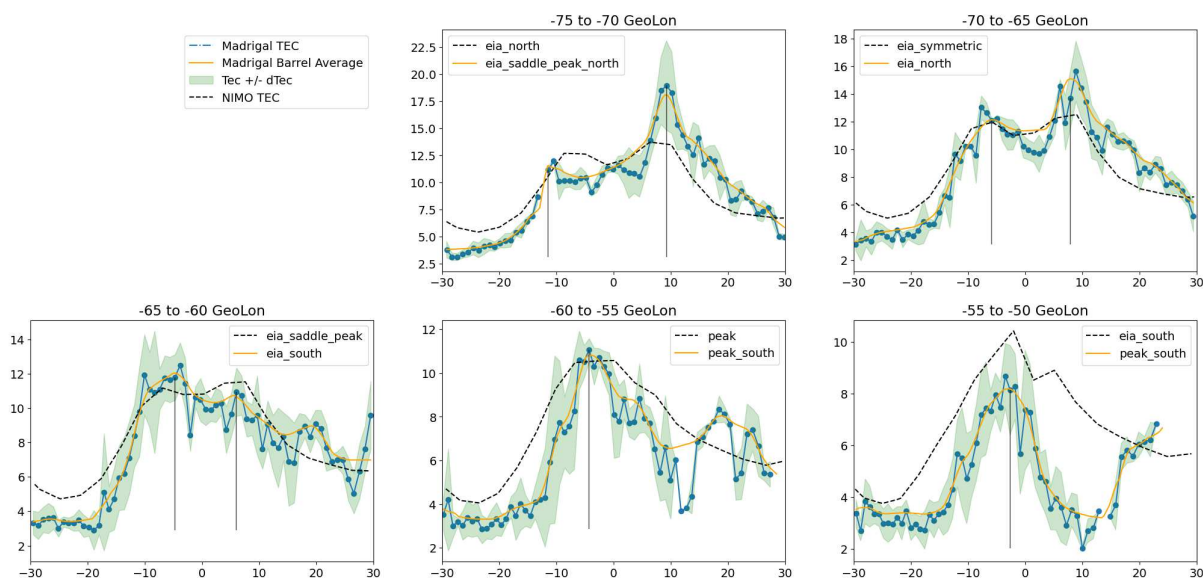 Madrigal TEC
Madrigal Barrel Average
Tec +/- dTec
NIMO TEC
-75 to -70 GeoLon
eia_north
eia_saddle_peak_north
22.5
20.0
17.5
15.0
12.5
10.0
7.5
5.0
2.5
−30 −20 −10 0 10 20 30
-70 to -65 GeoLon
eia_symmetric
eia_north
18
16
14
12
10
8
6
4
2
−30 −20 −10 0 10 20 30
-65 to -60 GeoLon
eia_saddle_peak
eia_south
14
12
10
8
6
4
2
−30 −20 −10 0 10 20 30
-60 to -55 GeoLon
peak
peak_south
12
10
8
6
4
2
−30 −20 −10 0 10 20 30
-55 to -50 GeoLon
eia_south
peak_south
10
8
6
4
2
−30 −20 −10 0 10 20 30